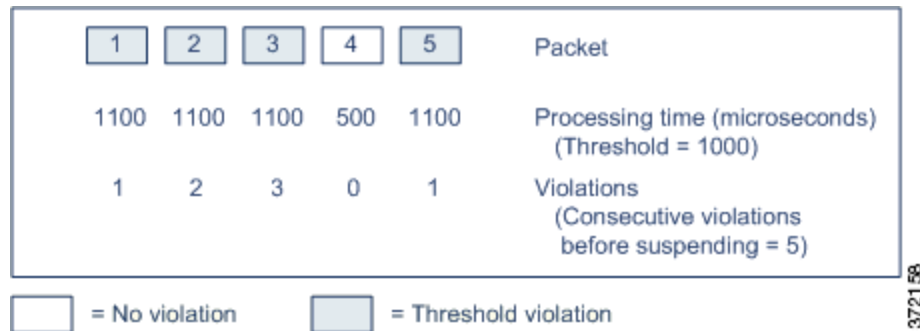 1 2 3 4 5 Packet
1100 1100 1100 500 1100 Processing time (microseconds)
(Threshold = 1000)
1 2 3 0 1 Violations
(Consecutive violations
before suspending = 5)
= No violation = Threshold violation
372158